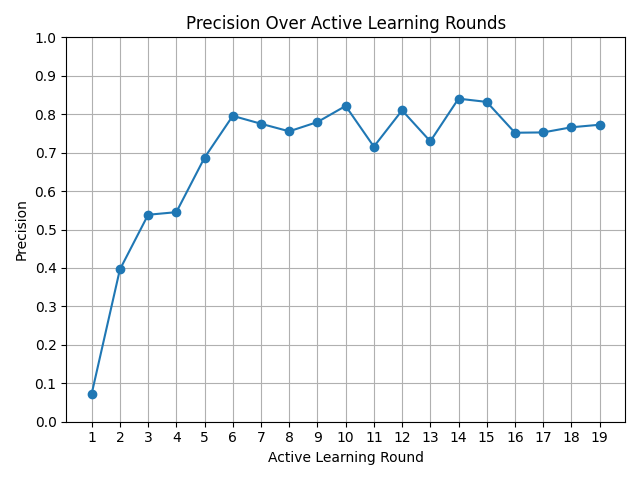 Precision Over Active Learning Rounds
1.0
0.9
0.8
0.7
0.6
0.5
0.4
0.3
0.2
0.1
0.0
Precision
1 2 3 4 5 6 7 8 9 10 11 12 13 14 15 16 17 18 19
Active Learning Round